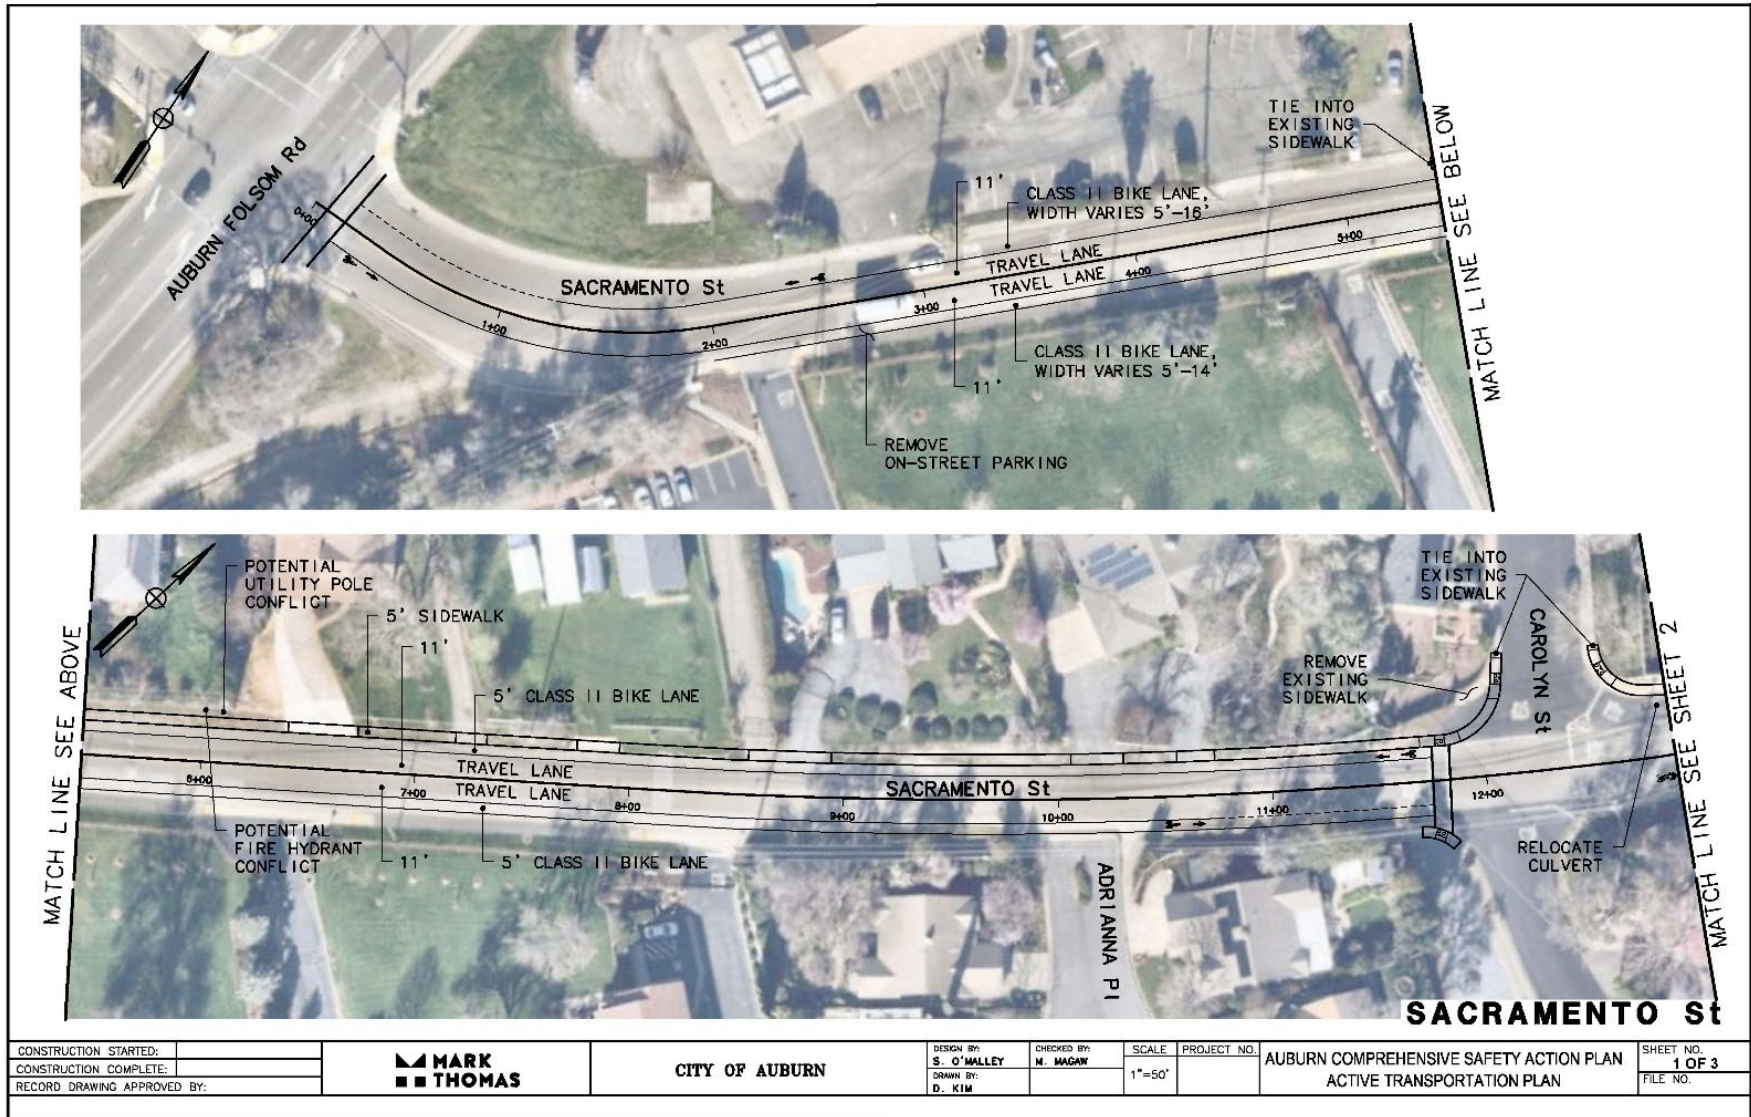 TIE INTO
EXISTING
SIDEWALK
MATCH LINE SEE BELOW
AUBURN FOLSOM Rd
0+00
11'
CLASS II BIKE LANE,
WIDTH VARIES 5'-16'
TRAVEL LANE
TRAVEL LANE
SACRAMENTO St
1+00
2+00
3+00
4+00
5+00
CLASS II BIKE LANE,
WIDTH VARIES 5'-14'
11'
REMOVE
ON-STREET PARKING
POTENTIAL
UTILITY POLE
CONFLICT
5' SIDEWALK
11'
5' CLASS II BIKE LANE
TIE INTO
EXISTING
SIDEWALK
CAROLYN St
REMOVE
EXISTING
SIDEWALK
MATCH LINE SEE ABOVE
MATCH LINE SEE SHEET 2
TRAVEL LANE
TRAVEL LANE
SACRAMENTO St
6+00
7+00
8+00
9+00
10+00
11+00
12+00
POTENTIAL
FIRE HYDRANT
CONFLICT
11'
5' CLASS II BIKE LANE
RELOCATE
CULVERT
ADRIANNA Pl
SACRAMENTO St
CONSTRUCTION STARTED:
CONSTRUCTION COMPLETE:
RECORD DRAWING APPROVED BY:
MARK
THOMAS
CITY OF AUBURN
DESIGN BY:
S. O'MALLEY
DRAWN BY:
D. KIM
CHECKED BY:
M. MAGAW
SCALE
1"=50'
PROJECT NO.
AUBURN COMPREHENSIVE SAFETY ACTION PLAN
ACTIVE TRANSPORTATION PLAN
SHEET NO.
1 OF 3
FILE NO.